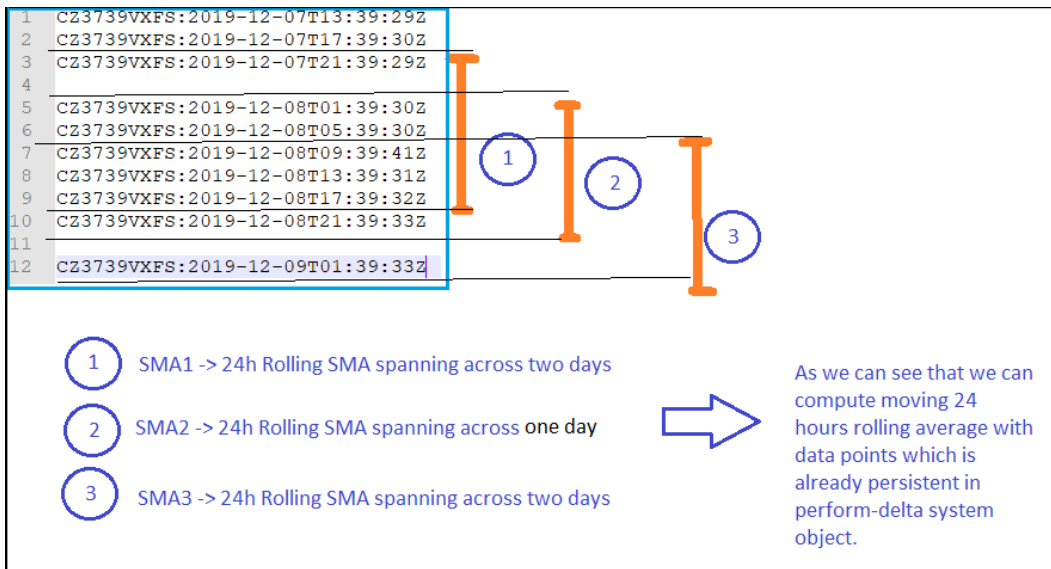 1 CZ3739VXFS:2019-12-07T13:39:29Z
2 CZ3739VXFS:2019-12-07T17:39:30Z
3 CZ3739VXFS:2019-12-07T21:39:29Z
4
5 CZ3739VXFS:2019-12-08T01:39:30Z
6 CZ3739VXFS:2019-12-08T05:39:30Z
7 CZ3739VXFS:2019-12-08T09:39:41Z
8 CZ3739VXFS:2019-12-08T13:39:31Z
9 CZ3739VXFS:2019-12-08T17:39:32Z
10 CZ3739VXFS:2019-12-08T21:39:33Z
11
12 CZ3739VXFS:2019-12-09T01:39:33Z
1
2
3
1 SMA1 -> 24h Rolling SMA spanning across two days
2 SMA2 -> 24h Rolling SMA spanning across one day
3 SMA3 -> 24h Rolling SMA spanning across two days
As we can see that we can
compute moving 24
hours rolling average with
data points which is
already persistent in
perform-delta system
object.